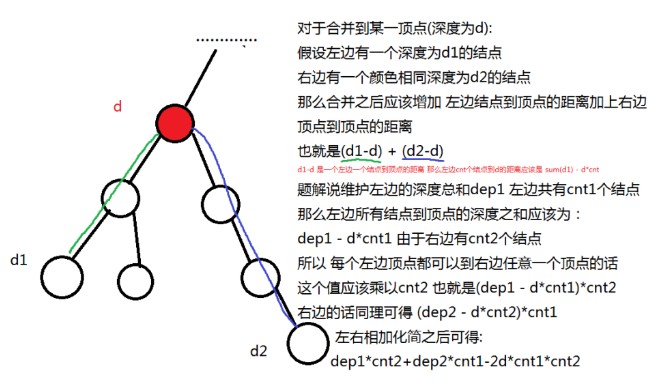 对于合并到某一顶点(深度为d):
假设左边有一个深度为d1的结点
右边有一个颜色相同深度为d2的结点
那么合并之后应该增加 左边结点到顶点的距离加上右边
顶点到顶点的距离
也就是(d1-d) + (d2-d)
d1-d 是一个左边一个结点到顶点的距离 那么左边cnt个结点到d的距离应该是 sum(d1) - d*cnt
题解说维护左边的深度总和dep1 左边共有cnt1个结点
那么左边所有结点到顶点的深度之和应该为：
dep1 - d*cnt1 由于右边有cnt2个结点
所以 每个左边顶点都可以到右边任意一个顶点的话
这个值应该乘以cnt2 也就是(dep1 - d*cnt1)*cnt2
右边的话同理可得 (dep2 - d*cnt2)*cnt1
左右相加化简之后可得:
dep1*cnt2+dep2*cnt1-2d*cnt1*cnt2
d
d1
d2